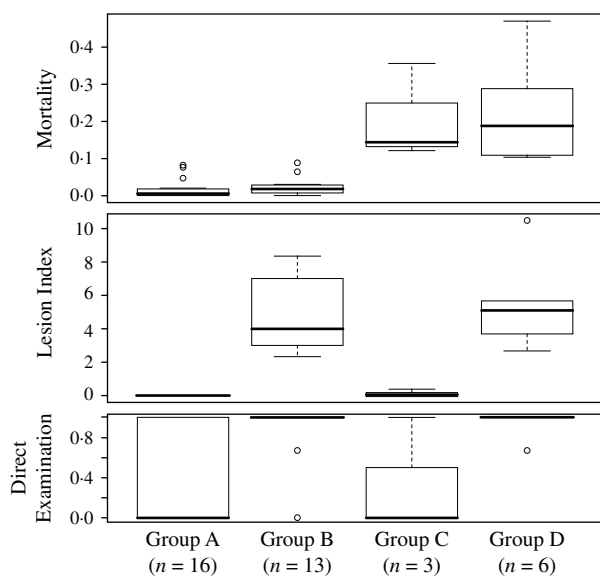 Mortality
0·4
0·3
0·2
0·1
0·0
Lesion Index
10
8
6
4
2
0
Direct
Examination
0·8
0·4
0·0
Group A
(n = 16)
Group B
(n = 13)
Group C
(n = 3)
Group D
(n = 6)